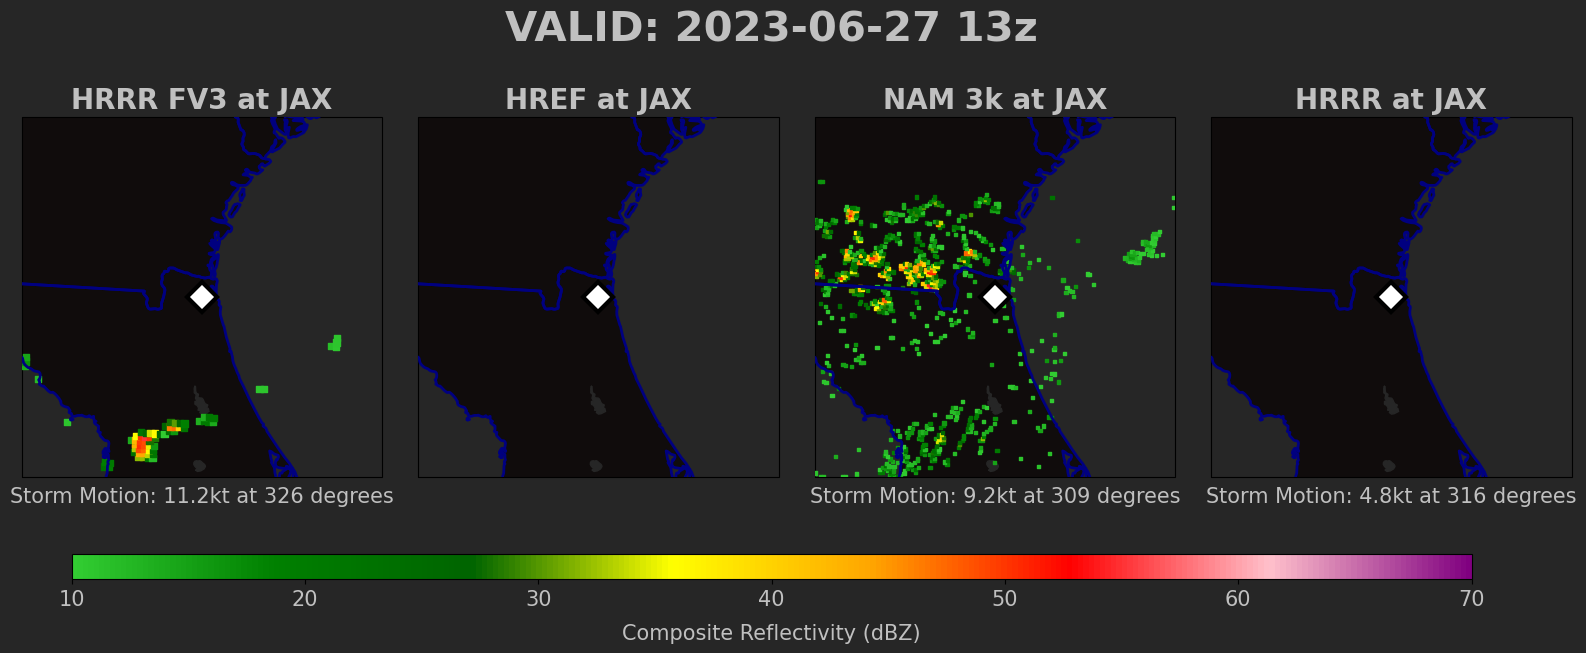 VALID: 2023-06-27 13z
HRRR FV3 at JAX
HREF at JAX
NAM 3k at JAX
HRRR at JAX
Storm Motion: 11.2kt at 326 degrees
Storm Motion: 9.2kt at 309 degrees
Storm Motion: 4.8kt at 316 degrees
10 20 30 40 50 60 70
Composite Reflectivity (dBZ)